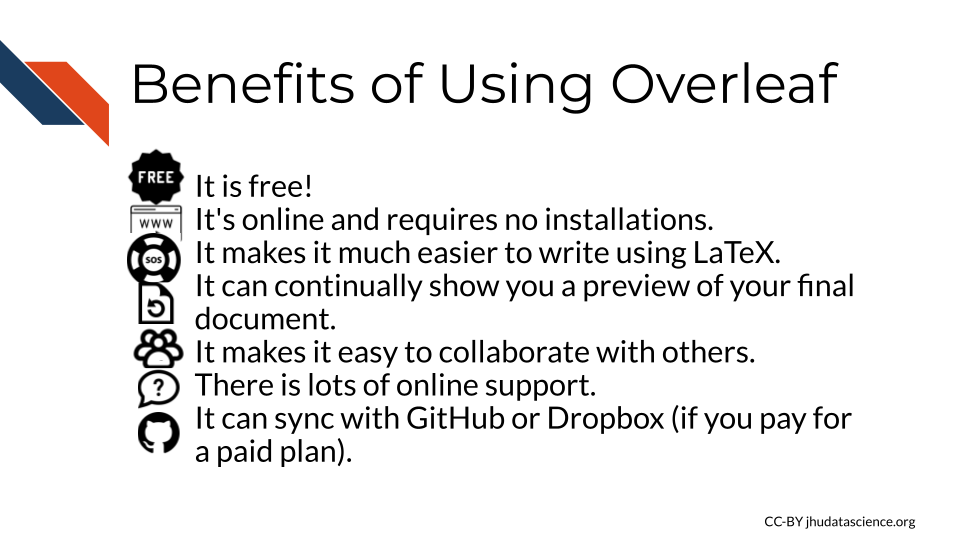 Benefits of Using Overleaf
FREE
It is free!
WWW
It's online and requires no installations.
SOS
It makes it much easier to write using LaTeX.
It can continually show you a preview of your final
document.
It makes it easy to collaborate with others.
?
There is lots of online support.
It can sync with GitHub or Dropbox (if you pay for
a paid plan).
CC-BY jhudatascience.org